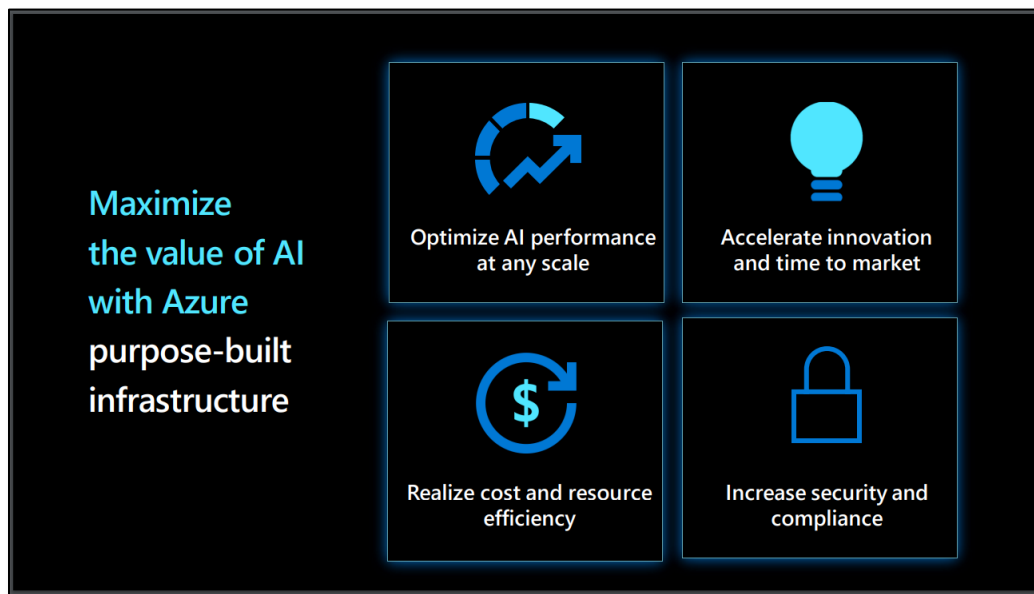 Maximize
the value of AI
with Azure
purpose-built
infrastructure
Optimize AI performance
at any scale
Accelerate innovation
and time to market
$
Realize cost and resource
efficiency
Increase security and
compliance